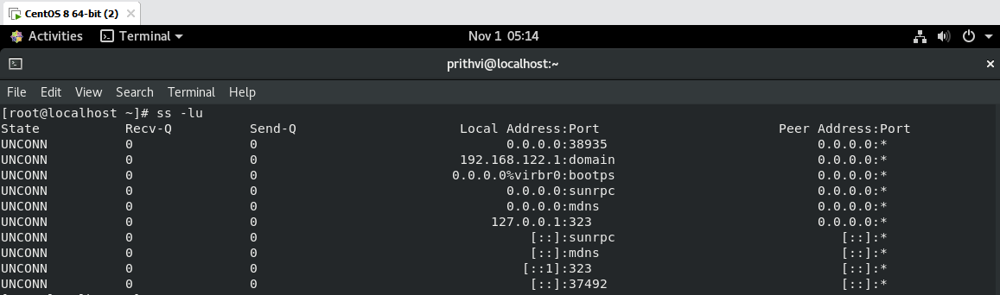 CentOS 8 64-bit (2)
Activities Terminal Nov 1 05:14
prithvi@localhost:~
File Edit View Search Terminal Help
[root@localhost ~]# ss -lu
State Recv-Q Send-Q Local Address:Port Peer Address:Port
UNCONN 0 0 0.0.0.0:38935 0.0.0.0:*
UNCONN 0 0 192.168.122.1:domain 0.0.0.0:*
UNCONN 0 0 0.0.0.0%virbr0:bootps 0.0.0.0:*
UNCONN 0 0 0.0.0.0:sunrpc 0.0.0.0:*
UNCONN 0 0 0.0.0.0:mdns 0.0.0.0:*
UNCONN 0 0 127.0.0.1:323 0.0.0.0:*
UNCONN 0 0 [::]:sunrpc [::]:*
UNCONN 0 0 [::]:mdns [::]:*
UNCONN 0 0 [::1]:323 [::]:*
UNCONN 0 0 [::]:37492 [::]:*